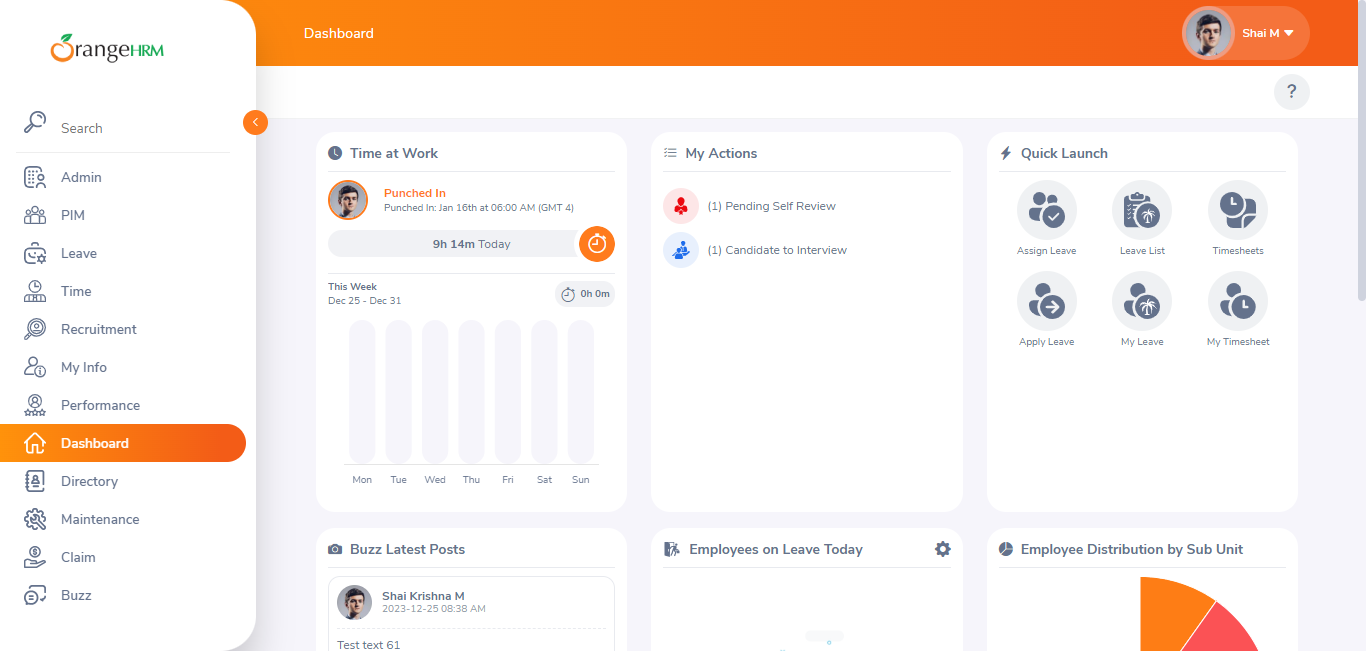 OrangeHRM
Dashboard
Shai M
?
Search
Admin
PIM
Leave
Time
Recruitment
My Info
Performance
Dashboard
Directory
Maintenance
Claim
Buzz
Time at Work
Punched In
Punched In: Jan 16th at 06:00 AM (GMT 4)
9h 14m Today
This Week
Dec 25 - Dec 31
0h 0m
Mon Tue Wed Thu Fri Sat Sun
My Actions
(1) Pending Self Review
(1) Candidate to Interview
Quick Launch
Assign Leave Leave List Timesheets
Apply Leave My Leave My Timesheet
Buzz Latest Posts
Shai Krishna M
2023-12-25 08:38 AM
Test text 61
Employees on Leave Today
Employee Distribution by Sub Unit